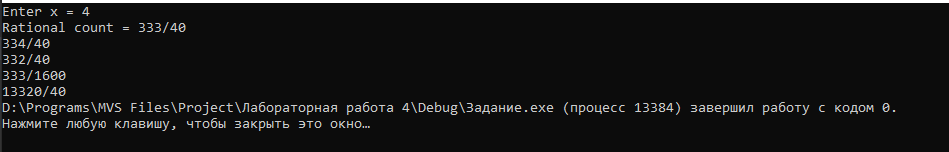 Enter x = 4
Rational count = 333/40
334/40
332/40
333/1600
13320/40
D:\Programs\MVS Files\Project\Лабораторная работа 4\Debug\Задание.exe (процесс 13384) завершил работу с кодом 0.
Нажмите любую клавишу, чтобы закрыть это окно…